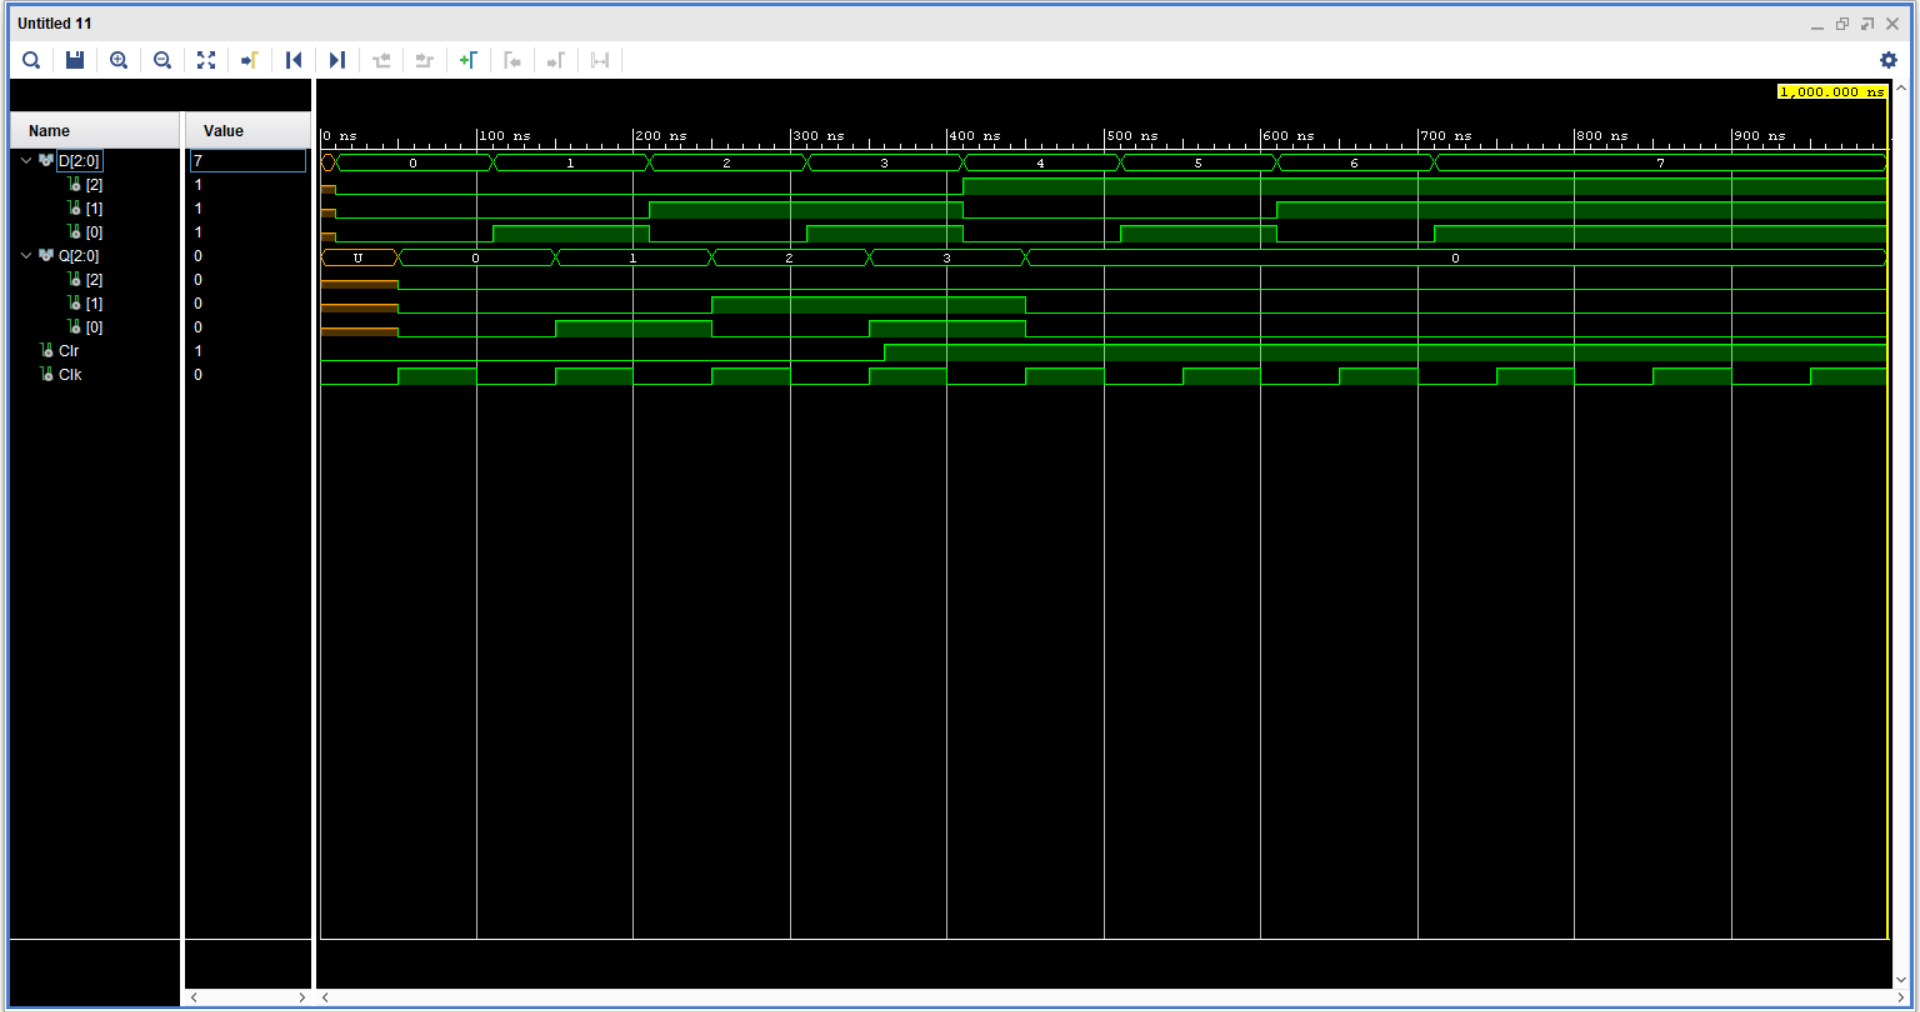 Untitled 11
1,000.000 ns
Name Value
0 ns 100 ns 200 ns 300 ns 400 ns 500 ns 600 ns 700 ns 800 ns 900 ns
D[2:0] 7 0 1 2 3 4 5 6 7
[2] 1
[1] 1
[0] 1
Q[2:0] 0 U 0 1 2 3 0
[2] 0
[1] 0
[0] 0
Clr 1
Clk 0